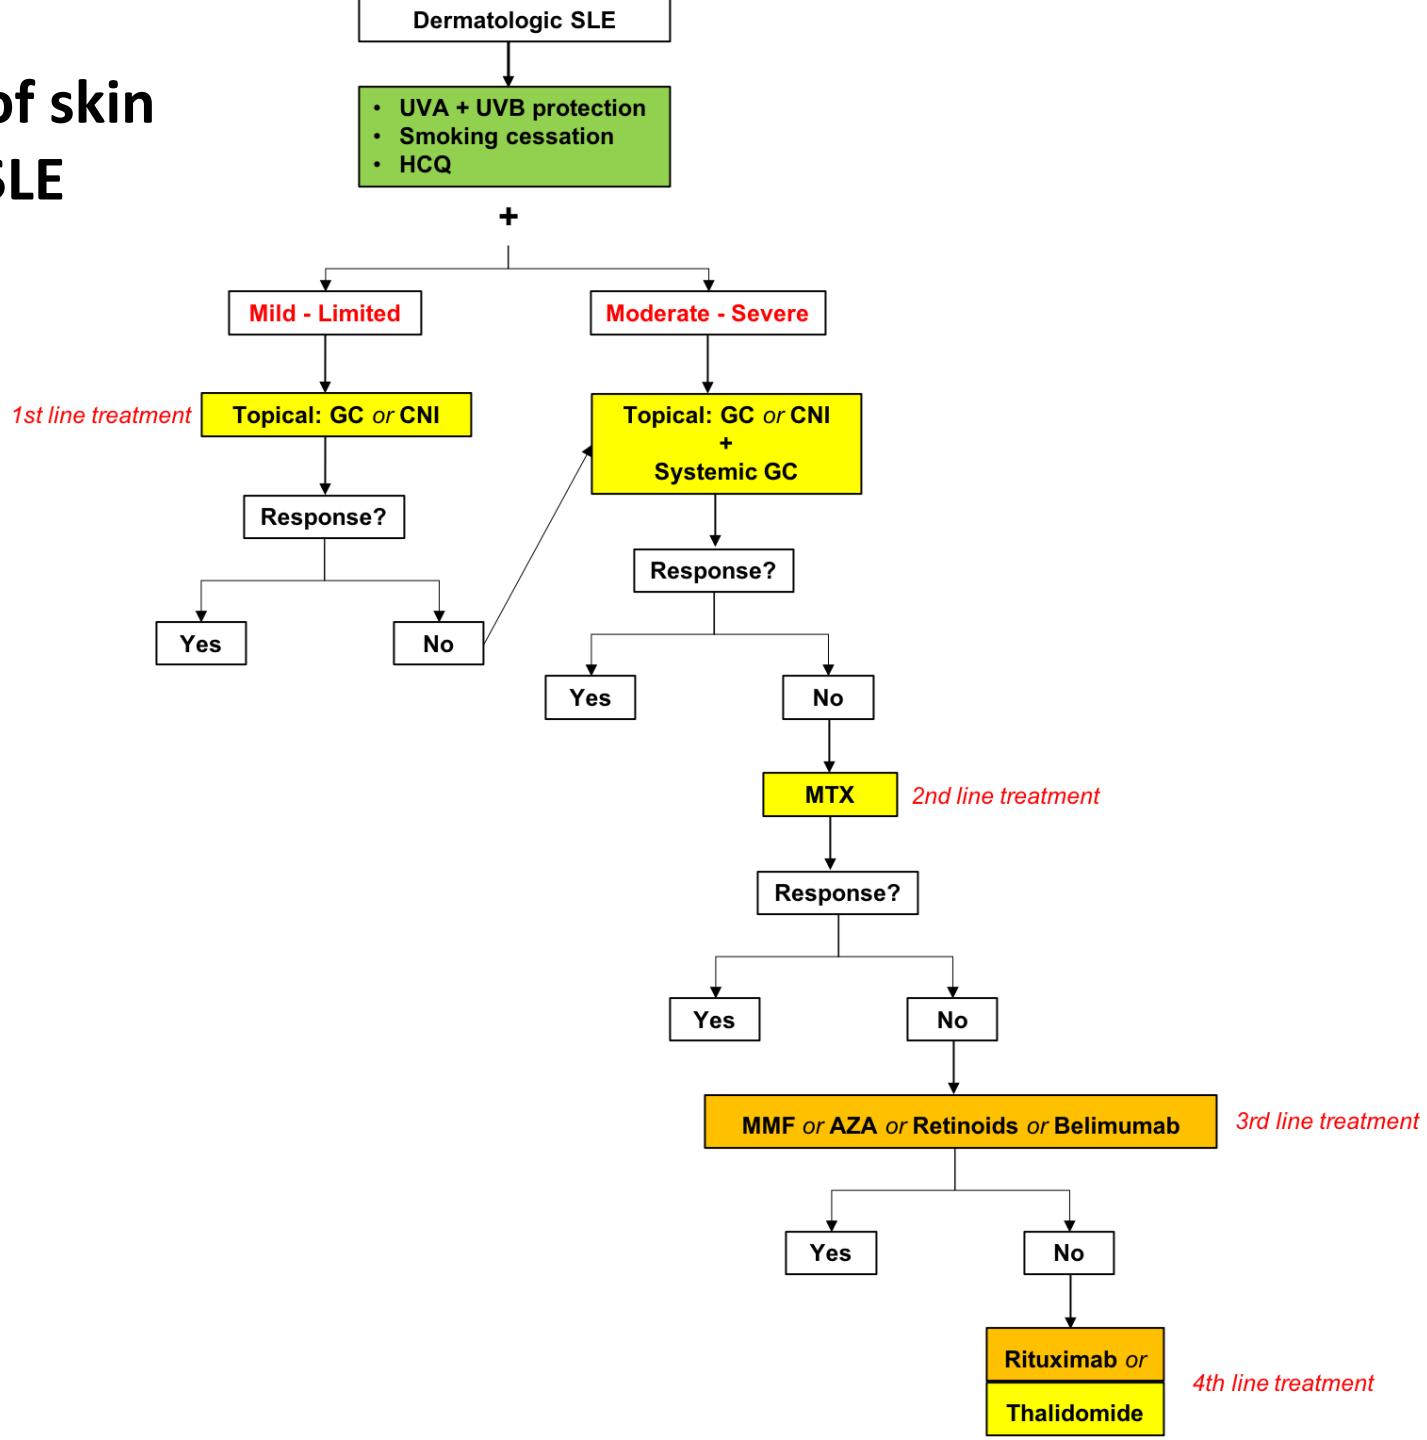 Dermatologic SLE
of skin
SLE
• UVA + UVB protection
• Smoking cessation
• HCQ
+
Mild - Limited
Moderate - Severe
1st line treatment
Topical: GC or CNI
Topical: GC or CNI
+
Systemic GC
Response?
Response?
Yes
No
Yes
No
MTX
2nd line treatment
Response?
Yes
No
MMF or AZA or Retinoids or Belimumab
3rd line treatment
Yes
No
Rituximab or
Thalidomide
4th line treatment